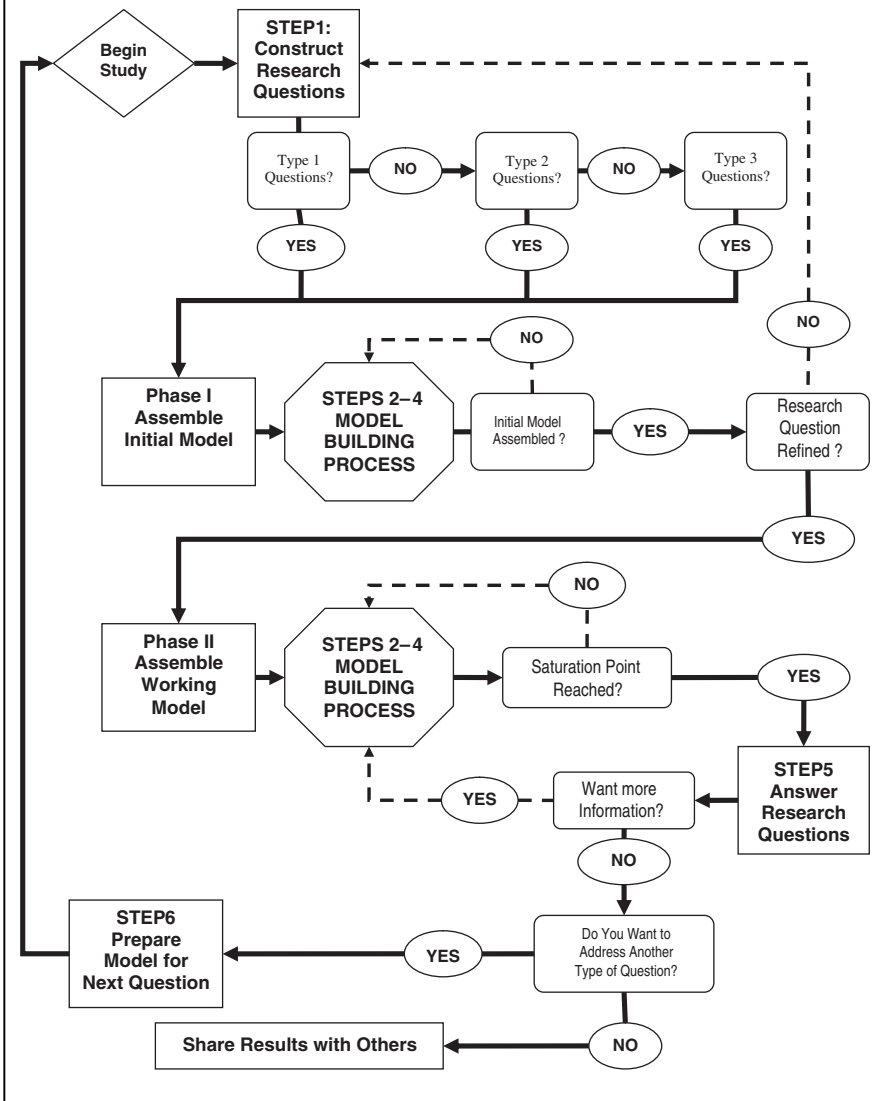 Begin
Study
STEP1:
Construct
Research
Questions
Type 1
Questions?
NO
Type 2
Questions?
NO
Type 3
Questions?
YES
YES
YES
NO
NO
Phase I
Assemble
Initial Model
STEPS 2–4
MODEL
BUILDING
PROCESS
Initial Model
Assembled ?
YES
Research
Question
Refined ?
YES
NO
Phase II
Assemble
Working
Model
STEPS 2–4
MODEL
BUILDING
PROCESS
Saturation Point
Reached?
YES
STEP5
Answer
Research
Questions
Want more
Information?
YES
NO
Do You Want to
Address Another
Type of Question?
YES
STEP6
Prepare
Model for
Next Question
NO
Share Results with Others